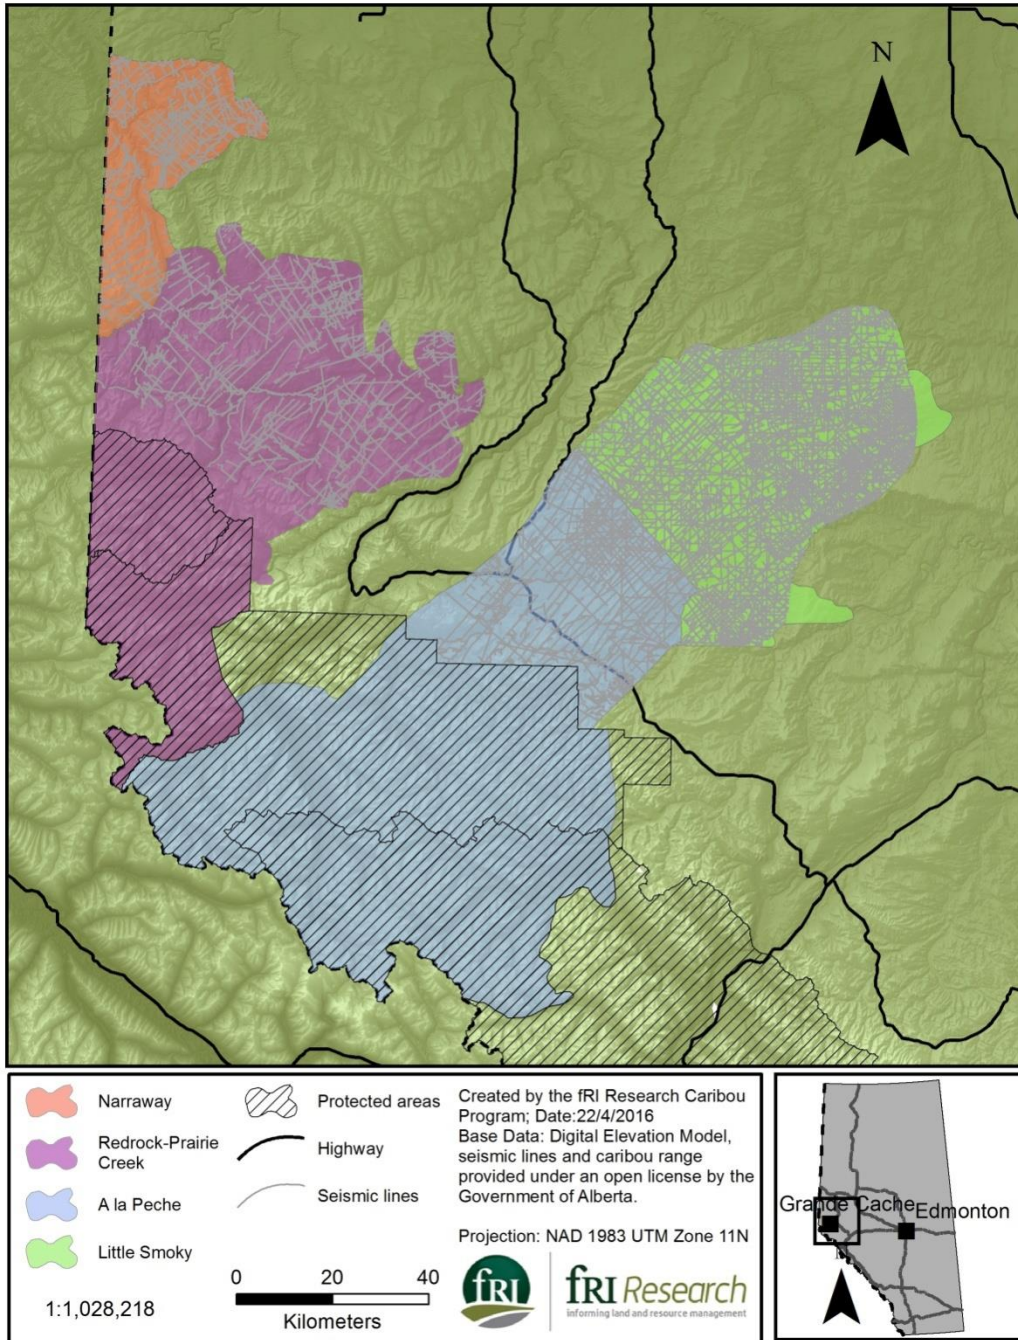 N
Narraway
Redrock-Prairie
Creek
A la Peche
Little Smoky
1:1,028,218
Protected areas
Highway
Seismic lines
0 20 40
Kilometers
Created by the fRI Research Caribou
Program; Date:22/4/2016
Base Data: Digital Elevation Model,
seismic lines and caribou range
provided under an open license by the
Government of Alberta.
Projection: NAD 1983 UTM Zone 11N
fRI
fRI Research
informing land and resource management
Grande Cache
Edmonton